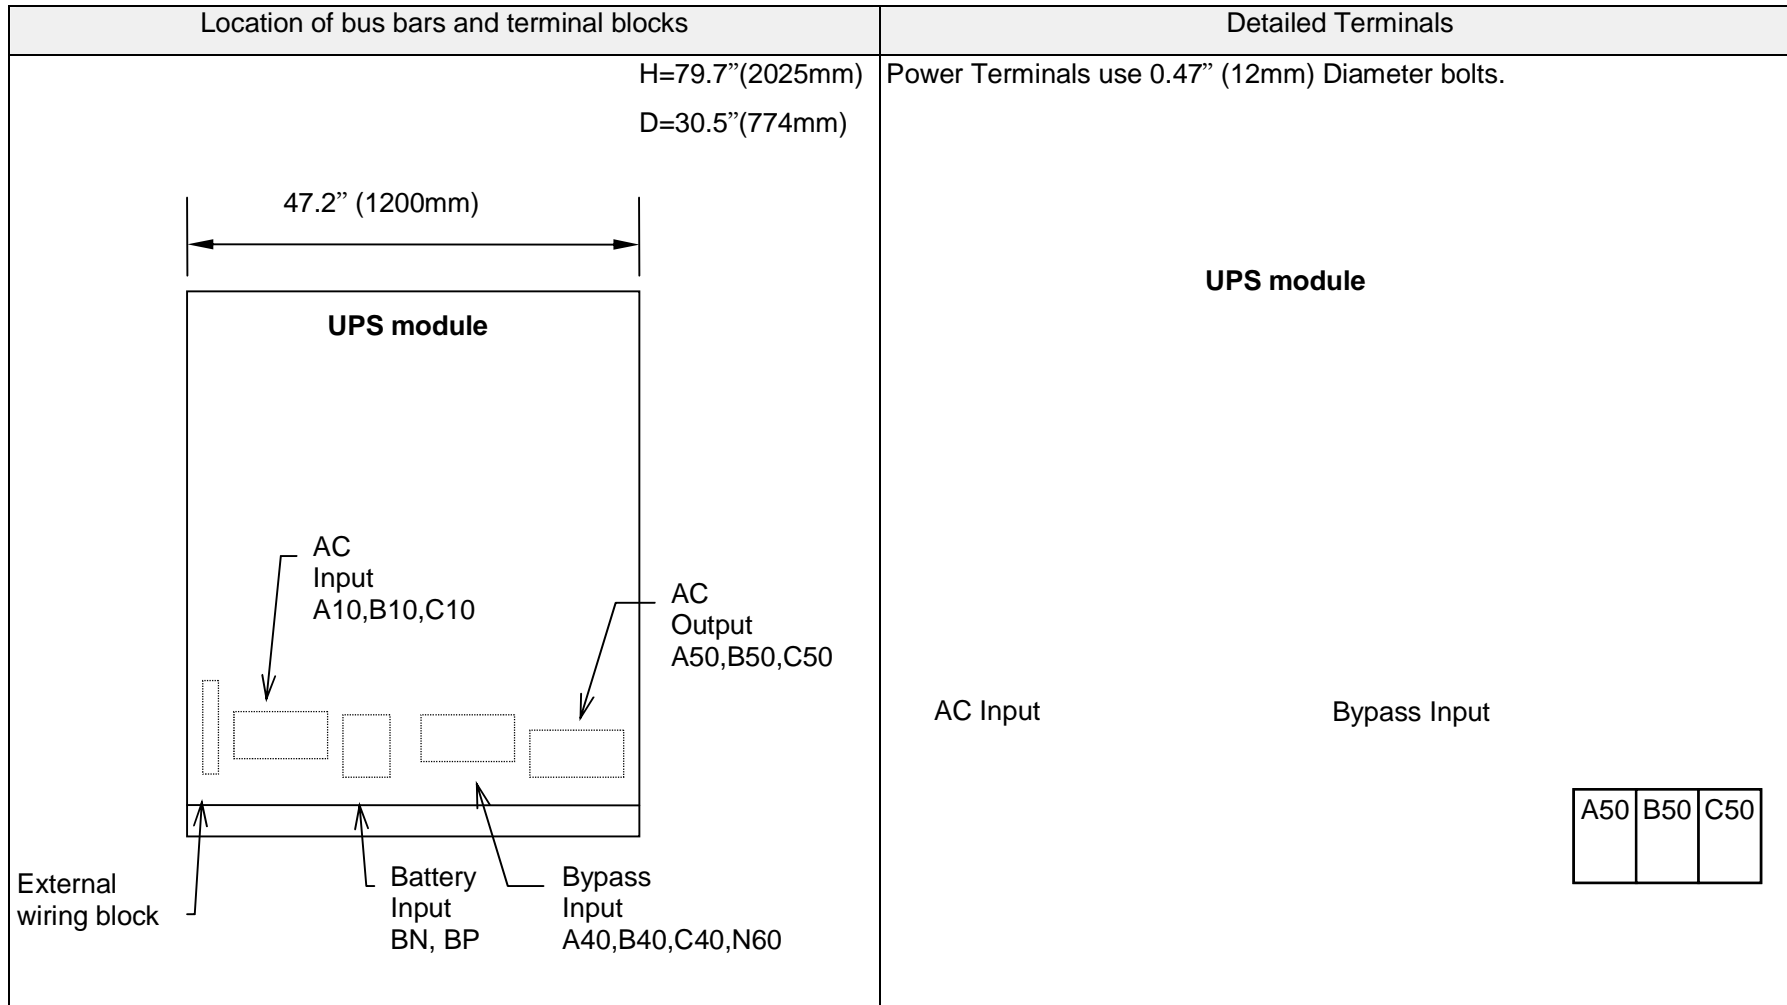 Location of bus bars and terminal blocks
Detailed Terminals
H=79.7”(2025mm)
D=30.5”(774mm)
47.2” (1200mm)
UPS module
AC
Input
A10,B10,C10
AC
Output
A50,B50,C50
External
wiring block
Battery
Input
BN, BP
Bypass
Input
A40,B40,C40,N60
Power Terminals use 0.47” (12mm) Diameter bolts.
UPS module
AC Input
Bypass Input
A50 B50 C50